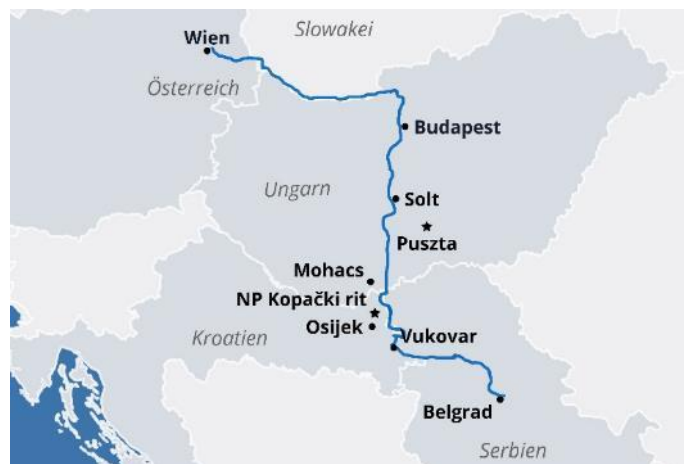 Slowakei
Wien
Österreich
Budapest
Ungarn
Solt
Puszta
Mohacs
NP Kopački rit
Osijek
Vukovar
Kroatien
Belgrad
Serbien